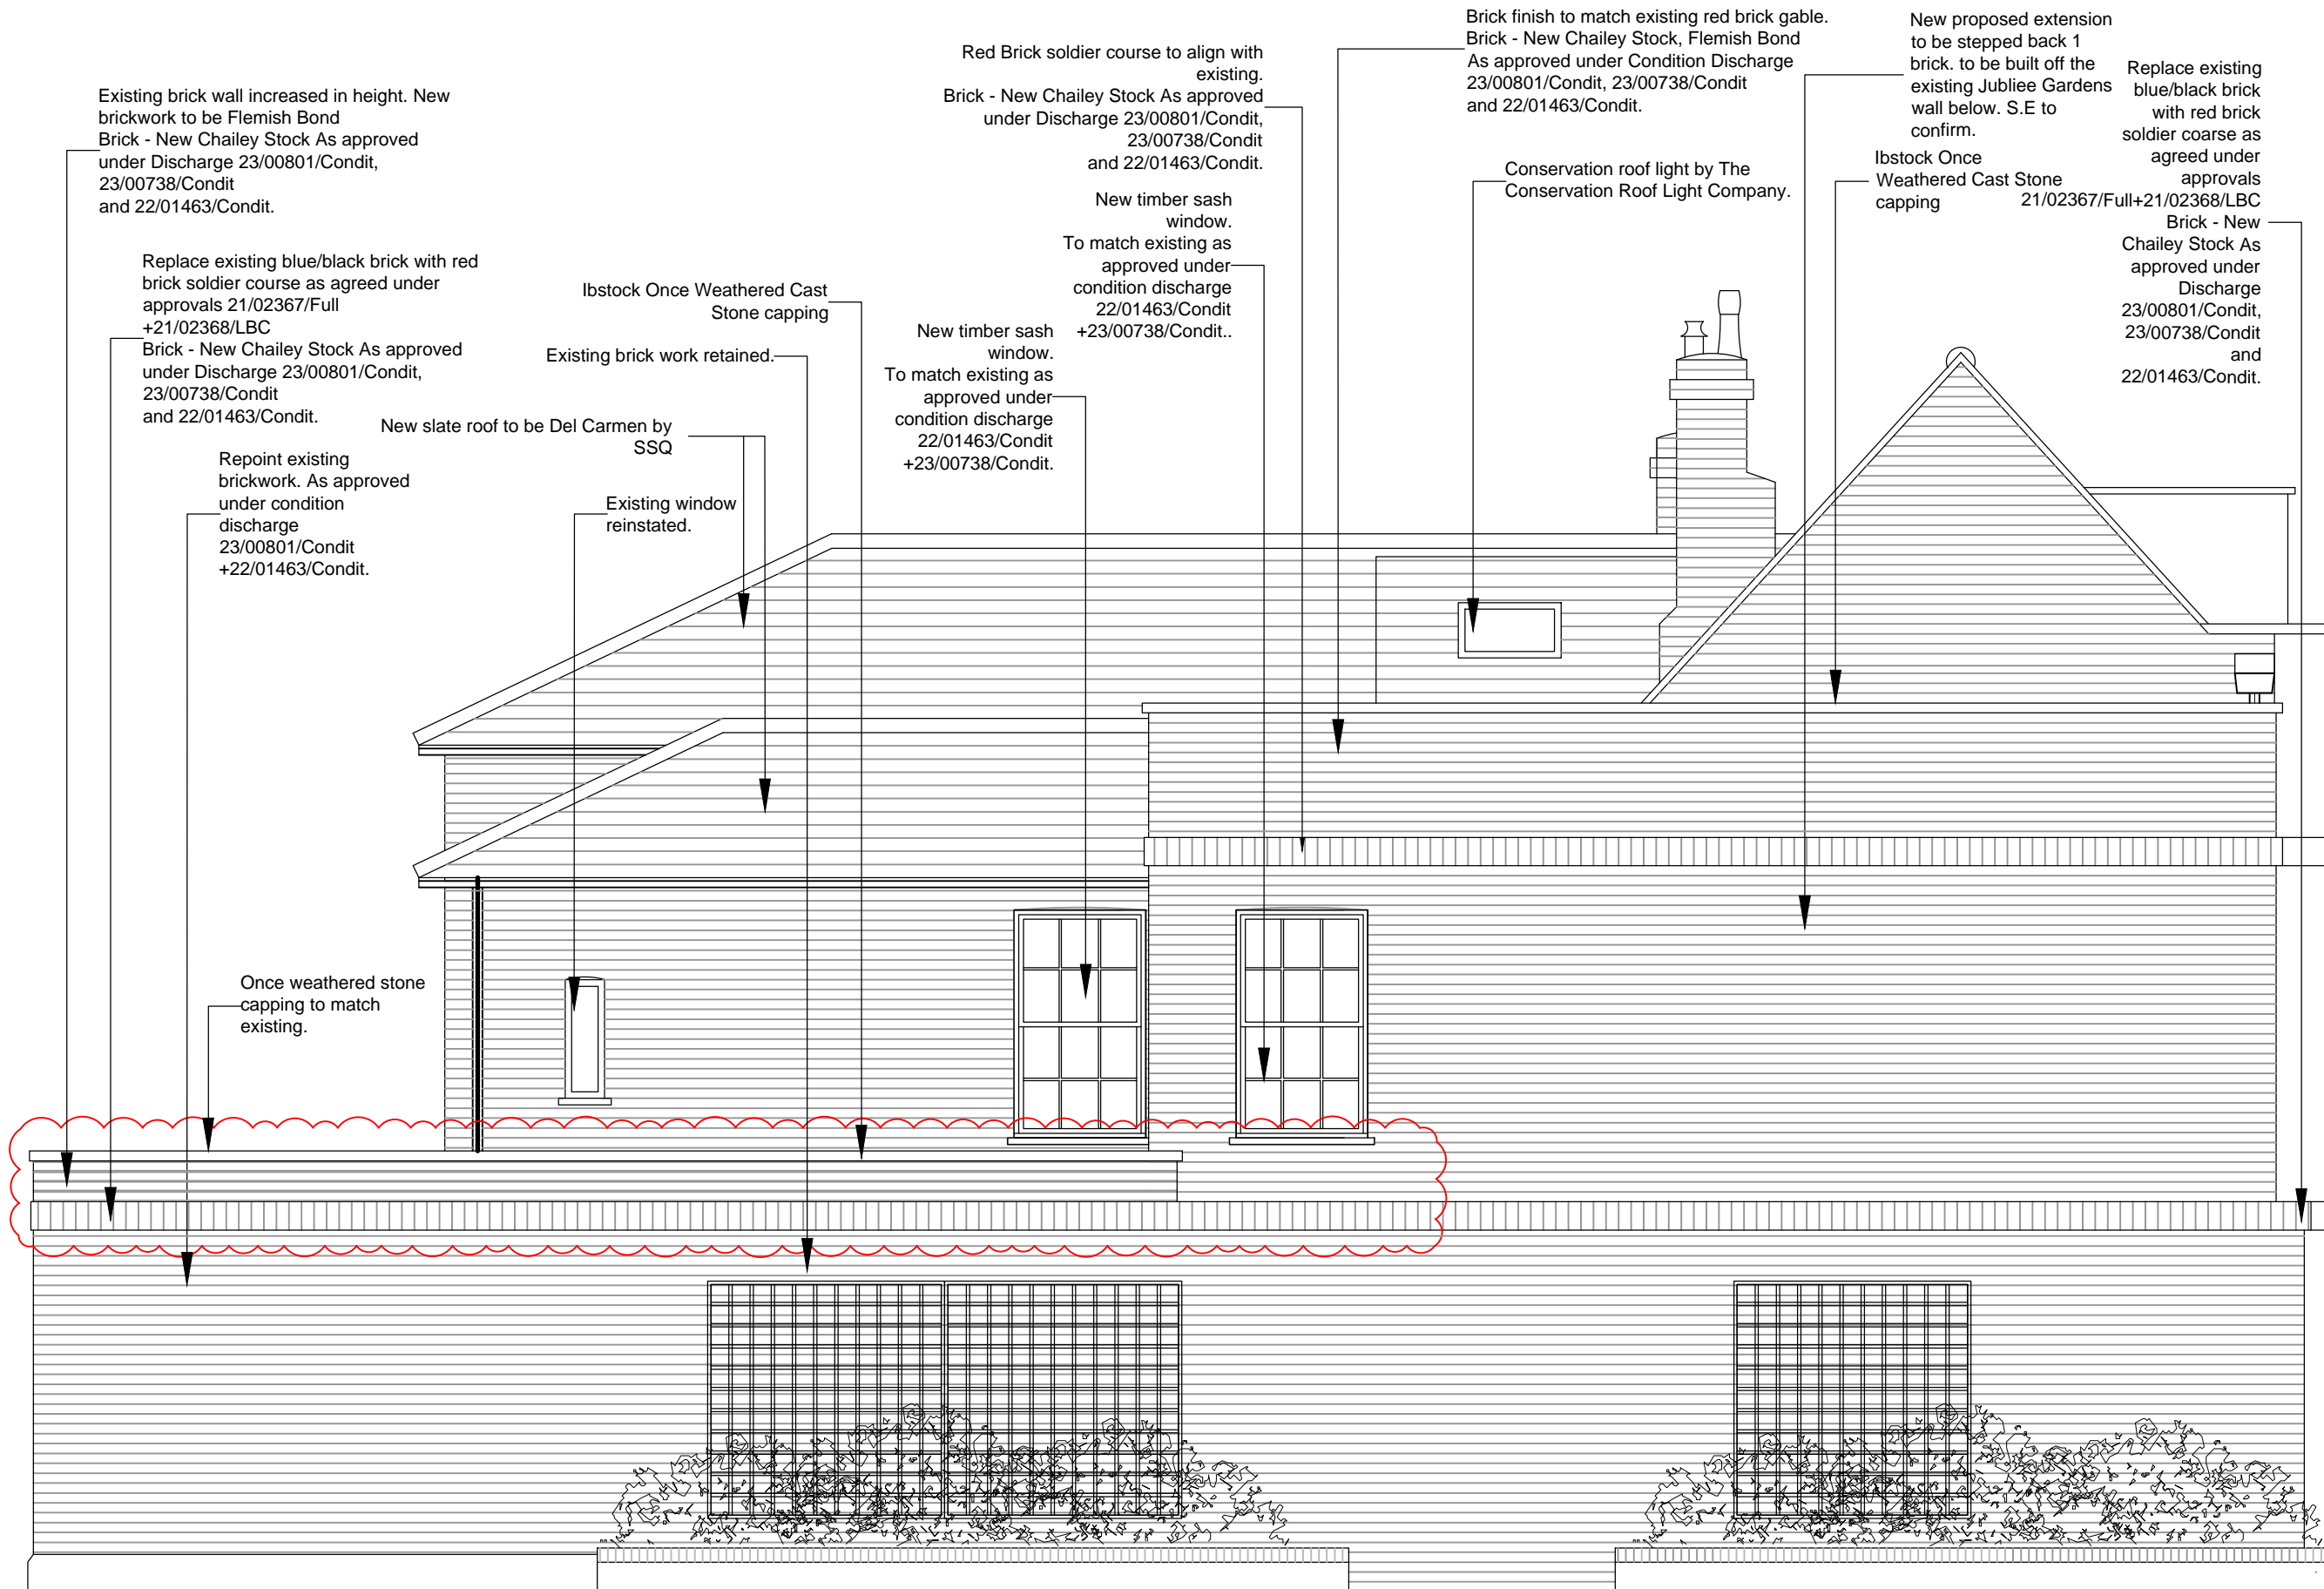 Existing brick wall increased in height. New
brickwork to be Flemish Bond
Brick - New Chailey Stock As approved
under Discharge 23/00801/Condit,
23/00738/Condit
and 22/01463/Condit.
Replace existing blue/black brick with red
brick soldier course as agreed under
approvals 21/02367/Full
+21/02368/LBC
Brick - New Chailey Stock As approved
under Discharge 23/00801/Condit,
23/00738/Condit
and 22/01463/Condit.
Repoint existing
brickwork. As approved
under condition
discharge
23/00801/Condit
+22/01463/Condit.
Once weathered stone
capping to match
existing.
New slate roof to be Del Carmen by
SSQ
Existing window
reinstated.
Existing brick work retained.
Ibstock Once Weathered Cast
Stone capping
New timber sash
window.
To match existing as
approved under
condition discharge
22/01463/Condit
+23/00738/Condit.
New timber sash
window.
To match existing as
approved under
condition discharge
22/01463/Condit
+23/00738/Condit..
Red Brick soldier course to align with
existing.
Brick - New Chailey Stock As approved
under Discharge 23/00801/Condit,
23/00738/Condit
and 22/01463/Condit.
Brick finish to match existing red brick gable.
Brick - New Chailey Stock, Flemish Bond
As approved under Condition Discharge
23/00801/Condit, 23/00738/Condit
and 22/01463/Condit.
Conservation roof light by The
Conservation Roof Light Company.
New proposed extension
to be stepped back 1
brick. to be built off the
existing Jubliee Gardens
wall below. S.E to
confirm.
Ibstock Once
Weathered Cast Stone
capping
Replace existing
blue/black brick
with red brick
soldier coarse as
agreed under
approvals
21/02367/Full+21/02368/LBC
Brick - New
Chailey Stock As
approved under
Discharge
23/00801/Condit,
23/00738/Condit
and
22/01463/Condit.